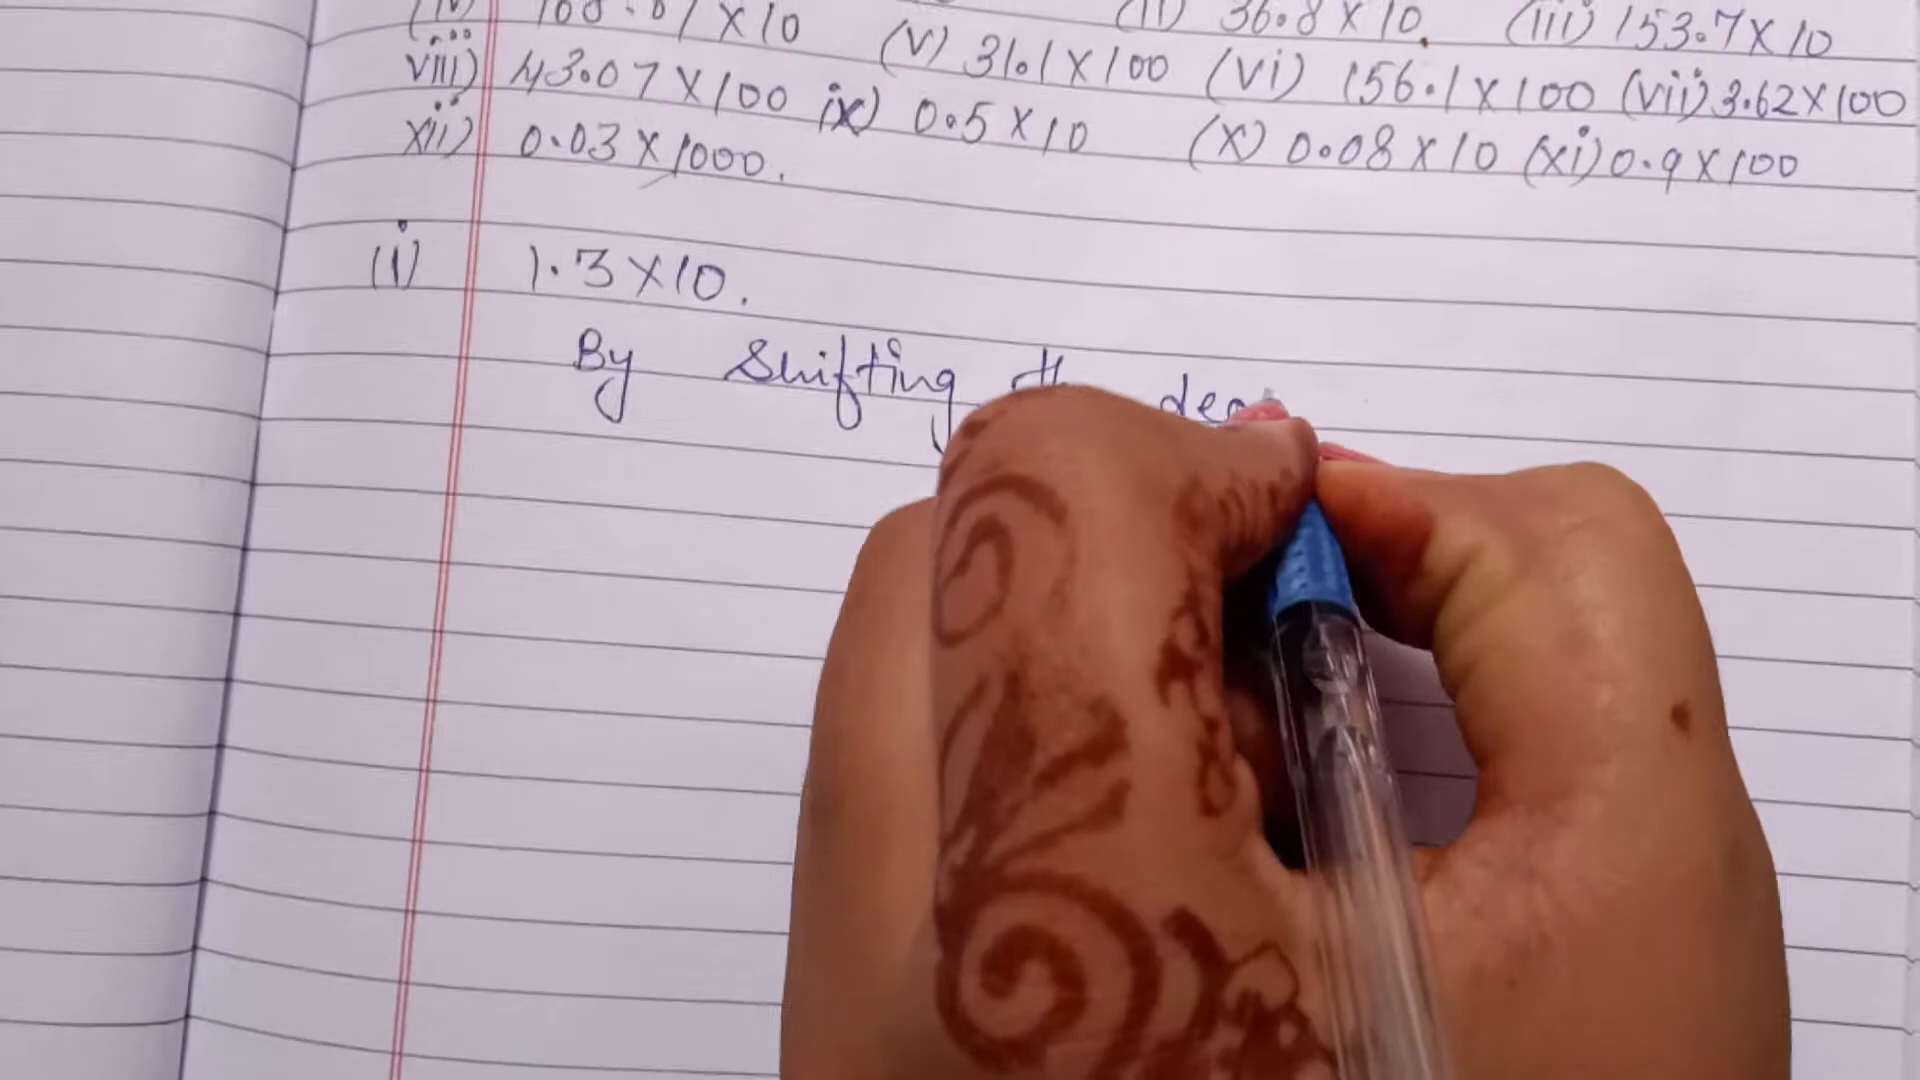 (iv) 168.07 X 10 (ii) 36.8 X 10. (iii) 153.7 X 10
viii) 43.07 X 100 (v) 31.1 X 100 (vi) 156.1 X 100 (vii) 3.62 X 100
xii) 0.03 X 1000. ix) 0.5 X 10 (x) 0.08 X 10 (xi) 0.9 X 100
(i) 1.3 X 10.
By Shifting